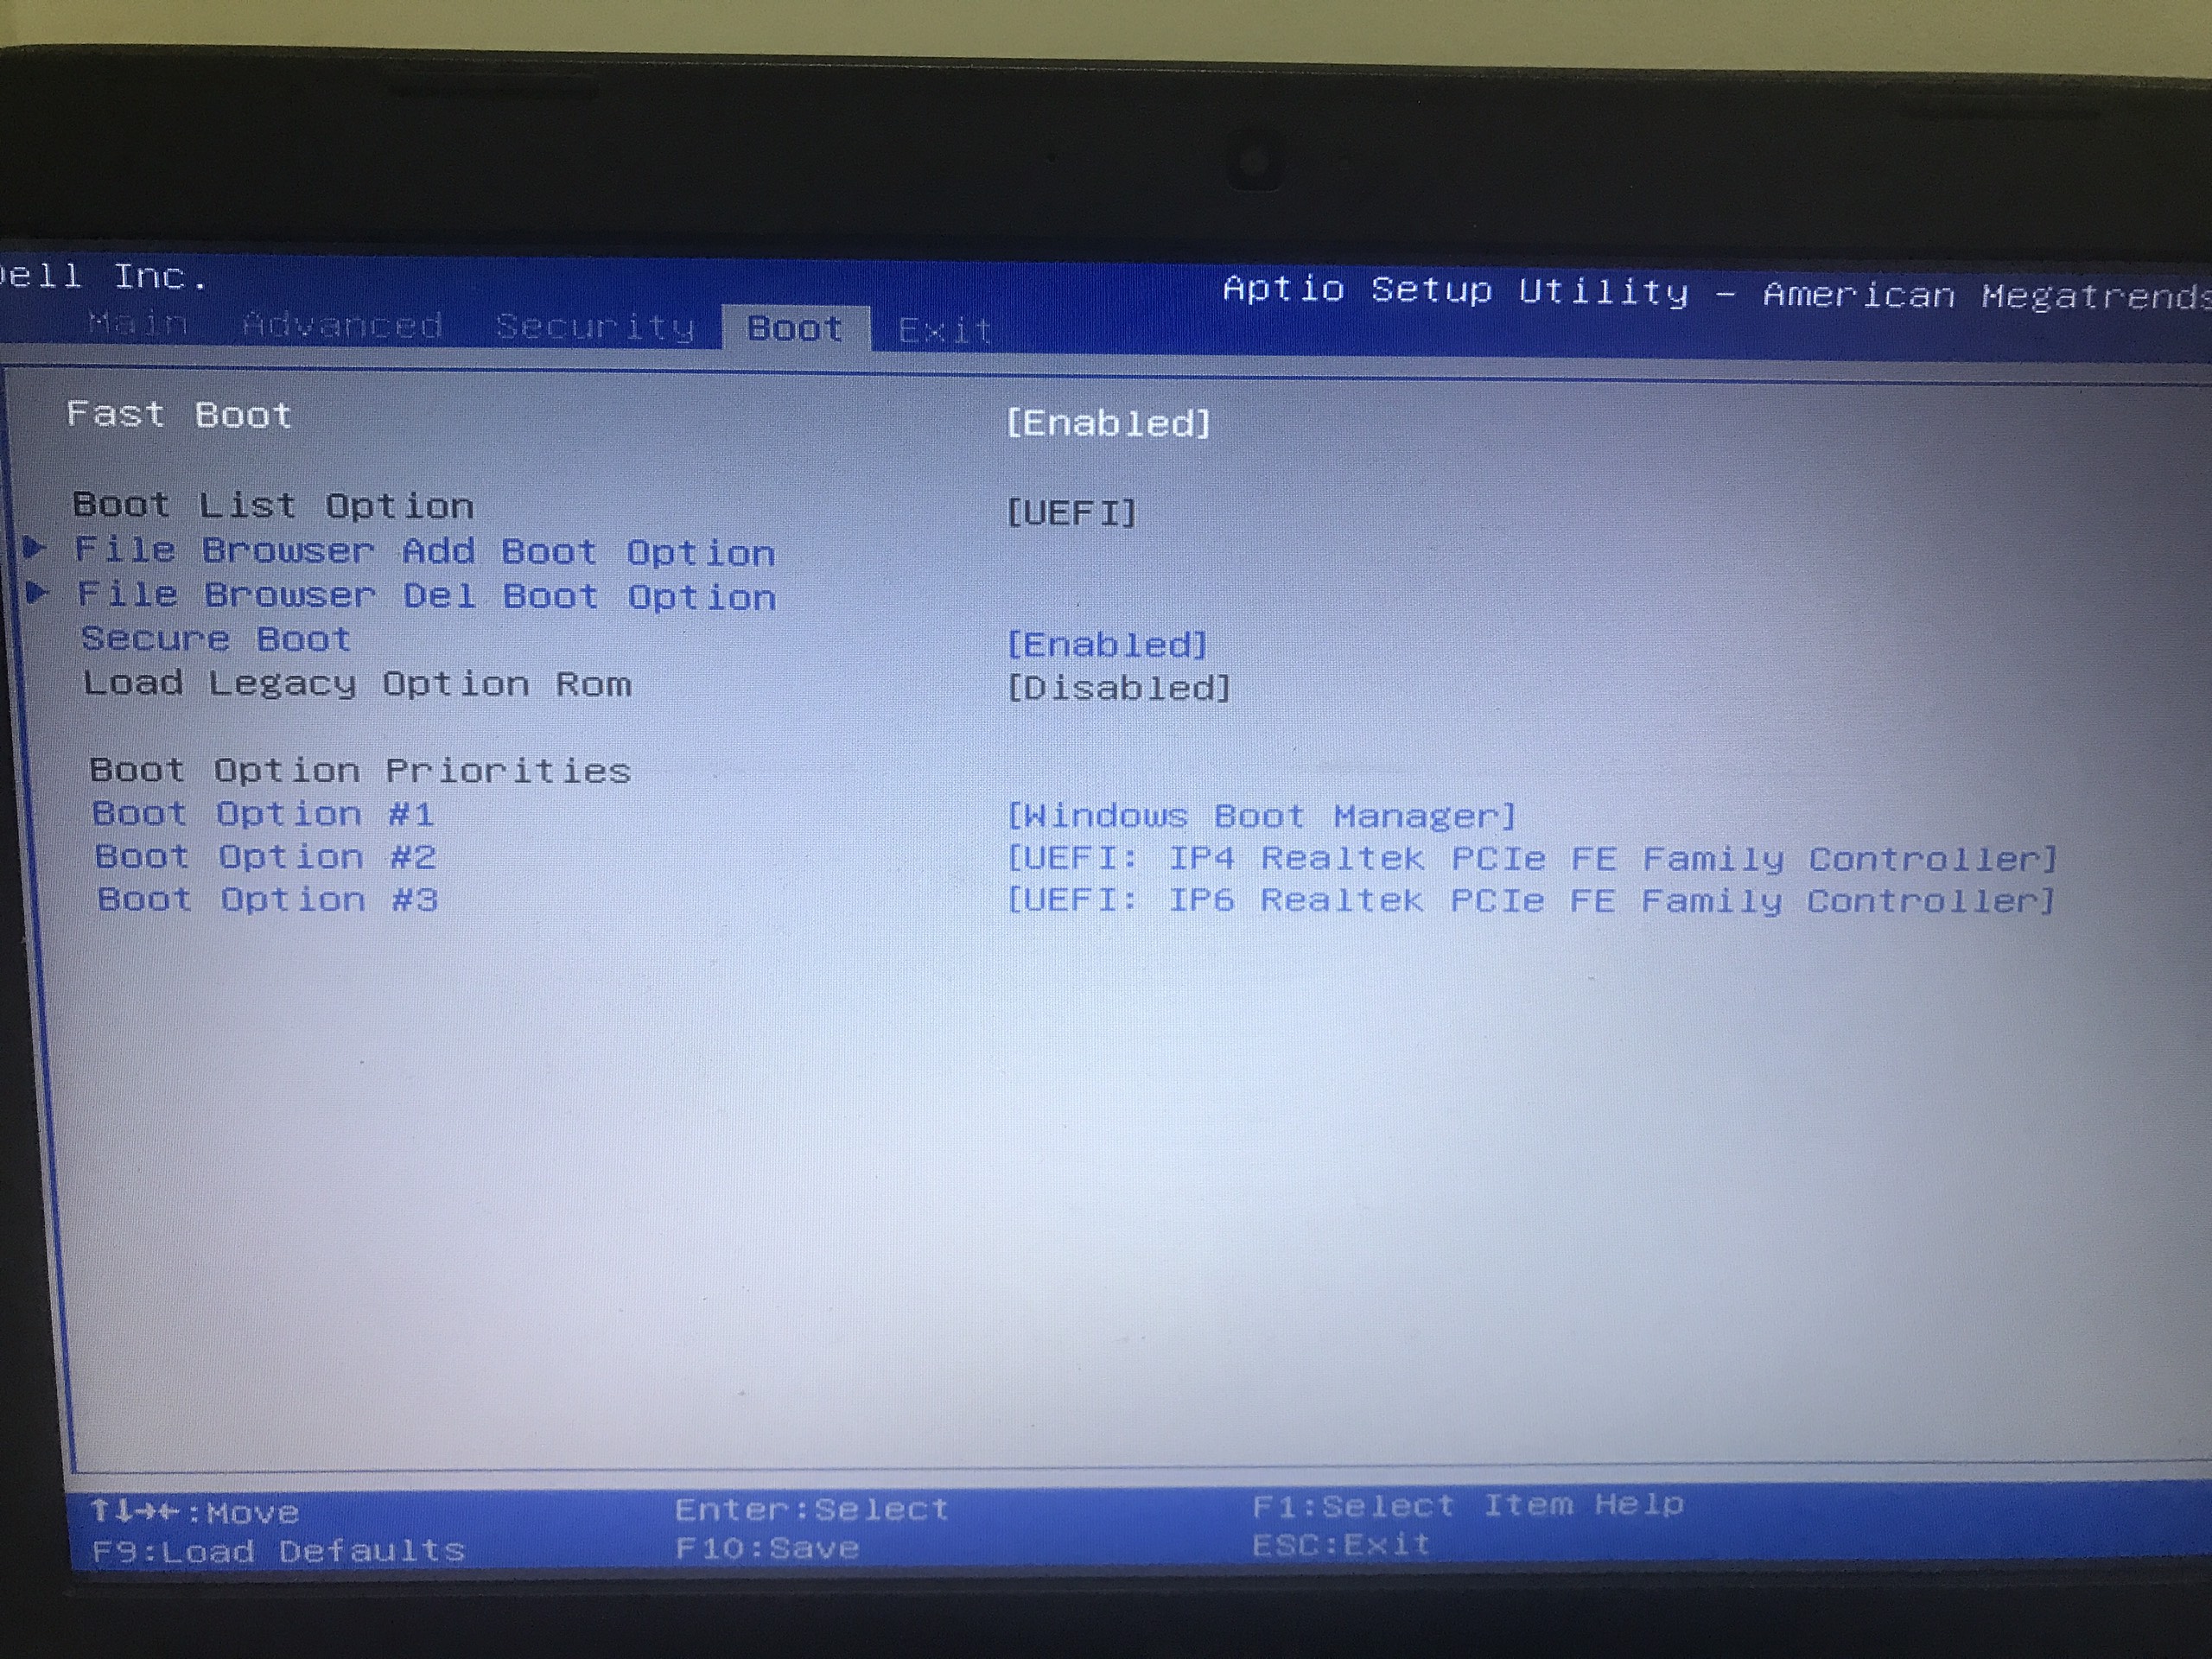 Dell Inc.
Aptio Setup Utility - American Megatrends
Main Advanced Security Boot Exit
Fast Boot [Enabled]
Boot List Option [UEFI]
▶ File Browser Add Boot Option
▶ File Browser Del Boot Option
Secure Boot [Enabled]
Load Legacy Option Rom [Disabled]
Boot Option Priorities
Boot Option #1 [Windows Boot Manager]
Boot Option #2 [UEFI: IP4 Realtek PCIe FE Family Controller]
Boot Option #3 [UEFI: IP6 Realtek PCIe FE Family Controller]
↑↓→←:Move Enter:Select F1:Select Item Help
F9:Load Defaults F10:Save ESC:Exit